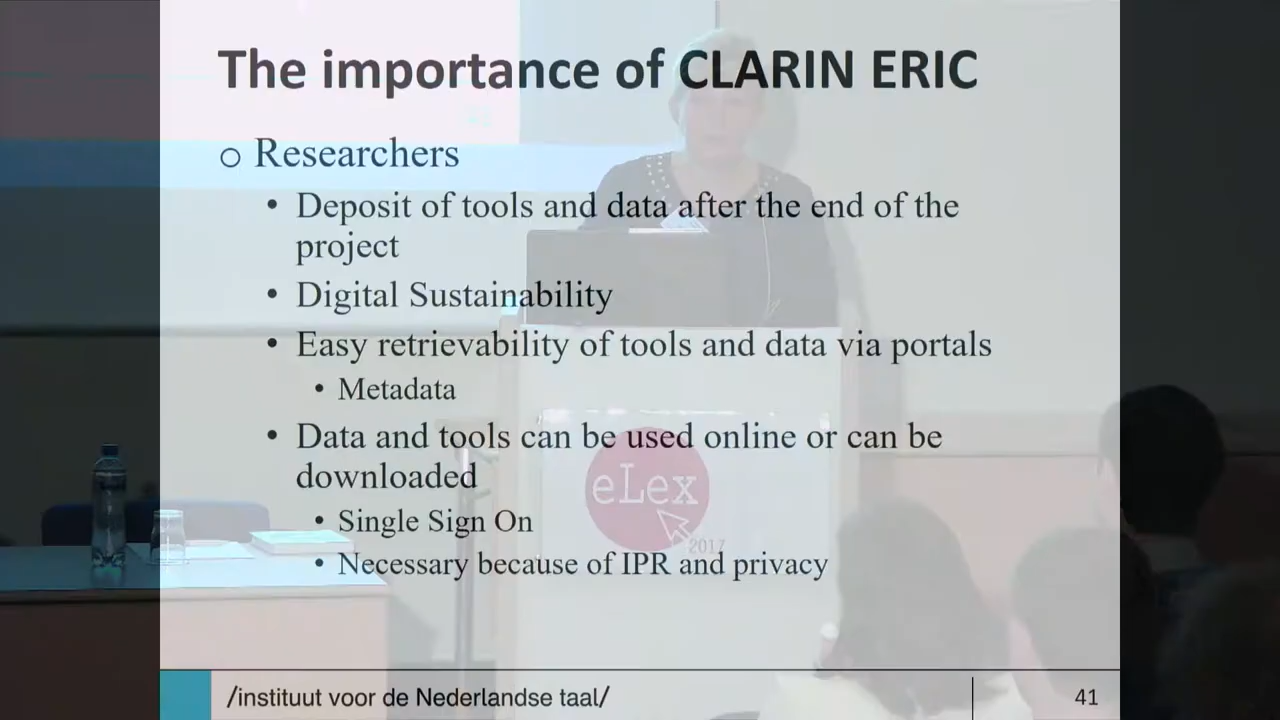 The importance of CLARIN ERIC
o Researchers
• Deposit of tools and data after the end of the
project
• Digital Sustainability
• Easy retrievability of tools and data via portals
• Metadata
• Data and tools can be used online or can be
downloaded
eLex
• Single Sign On
2017
• Necessary because of IPR and privacy
/instituut voor de Nederlandse taal/
41